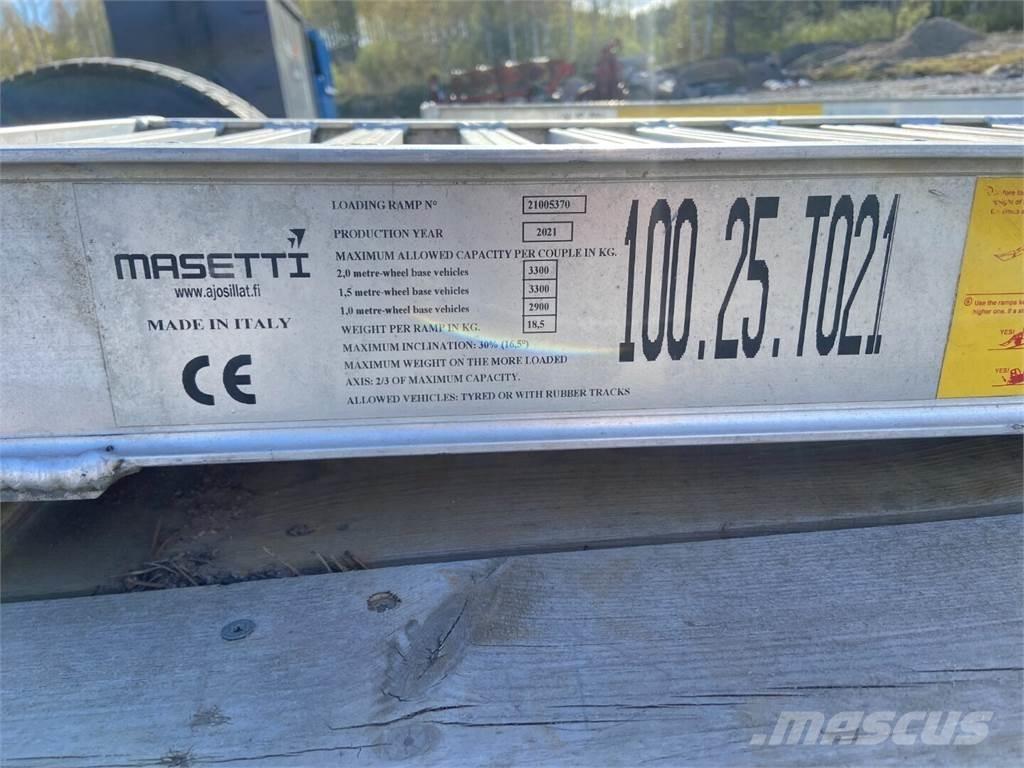 MASETTI
www.ajosillat.fi
MADE IN ITALY
CE
LOADING RAMP N° 21005370
PRODUCTION YEAR 2021
MAXIMUM ALLOWED CAPACITY PER COUPLE IN KG.
2,0 metre-wheel base vehicles 3300
1,5 metre-wheel base vehicles 3300
1,0 metre-wheel base vehicles 2900
WEIGHT PER RAMP IN KG. 18,5
MAXIMUM INCLINATION: 30% (16,5°)
MAXIMUM WEIGHT ON THE MORE LOADED
AXIS: 2/3 OF MAXIMUM CAPACITY.
ALLOWED VEHICLES: TYRED OR WITH RUBBER TRACKS
100.25.T021
Use the ramps
higher one. If a
YES!
YES!
mascus